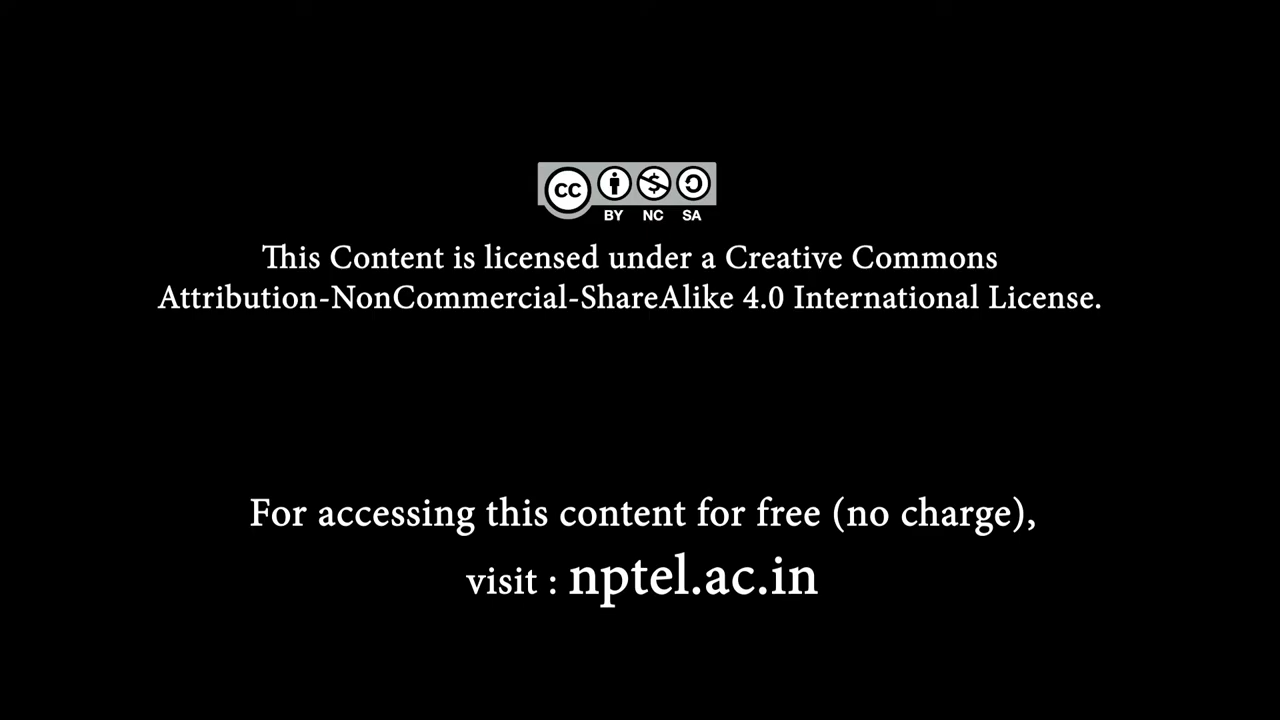 cc
BY NC SA
This Content is licensed under a Creative Commons
Attribution-NonCommercial-ShareAlike 4.0 International License.
For accessing this content for free (no charge),
visit : nptel.ac.in